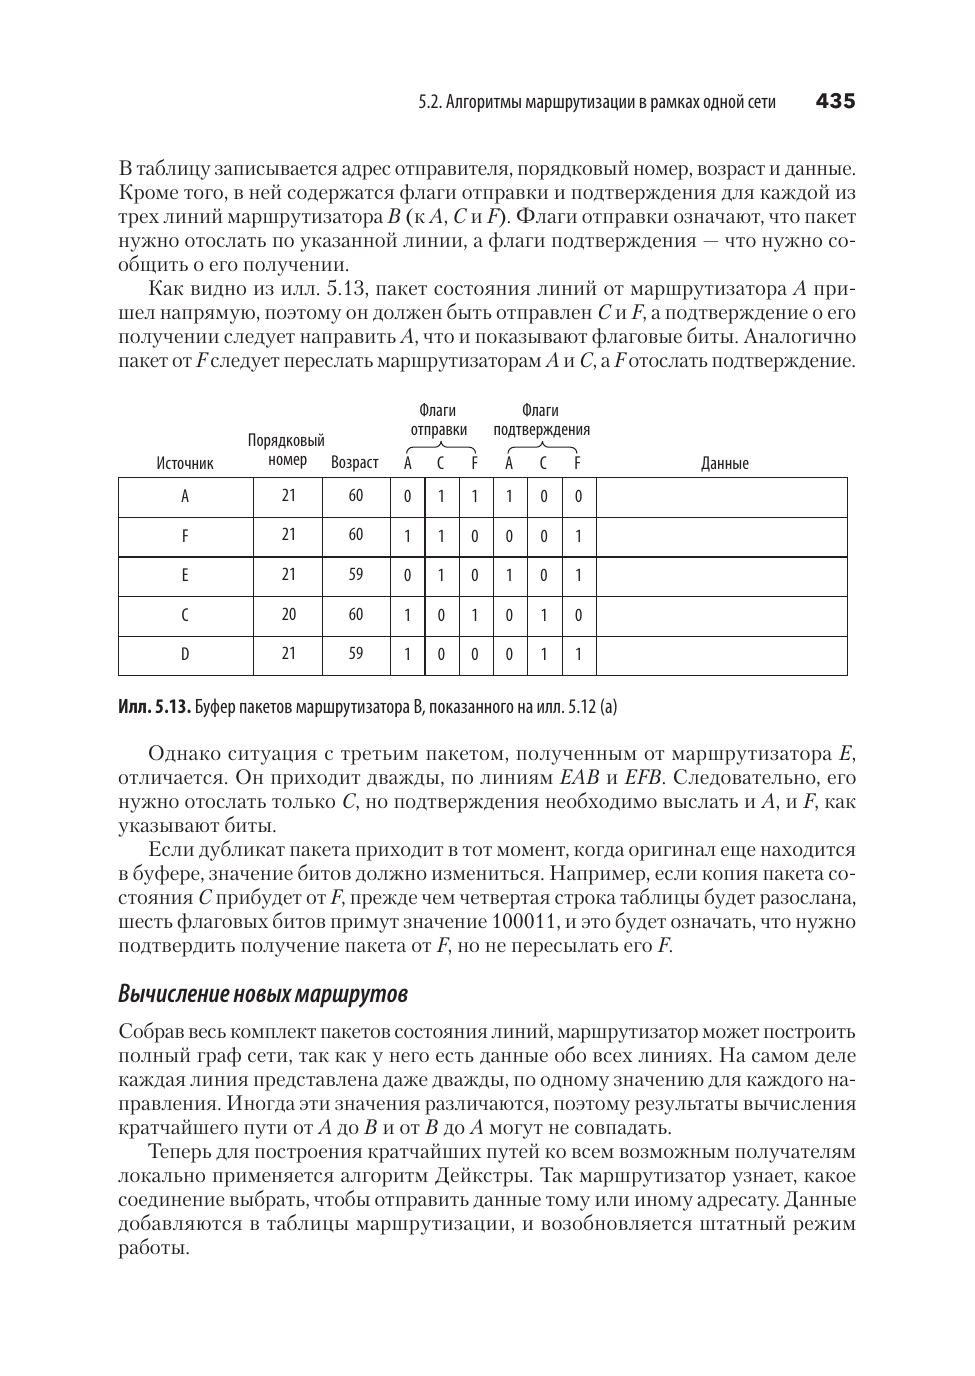 5.2. Алгоритмы маршрутизации в рамках одной сети 435
В таблицу записывается адрес отправителя, порядковый номер, возраст и данные.
Кроме того, в ней содержатся флаги отправки и подтверждения для каждой из
трех линий маршрутизатора B (к A, C и F). Флаги отправки означают, что пакет
нужно отослать по указанной линии, а флаги подтверждения — что нужно со-
общить о его получении.
Как видно из илл. 5.13, пакет состояния линий от маршрутизатора A при-
шел напрямую, поэтому он должен быть отправлен C и F, а подтверждение о его
получении следует направить A, что и показывают флаговые биты. Аналогично
пакет от F следует переслать маршрутизаторам A и C, а F отослать подтверждение.
Флаги Флаги
отправки подтверждения
Порядковый
Источник номер Возраст A C F A C F Данные
A 21 60 0 1 1 1 0 0
F 21 60 1 1 0 0 0 1
E 21 59 0 1 0 1 0 1
C 20 60 1 0 1 0 1 0
D 21 59 1 0 0 0 1 1
Илл. 5.13. Буфер пакетов маршрутизатора B, показанного на илл. 5.12 (а)
Однако ситуация с третьим пакетом, полученным от маршрутизатора E,
отличается. Он приходит дважды, по линиям EAB и EFB. Следовательно, его
нужно отослать только C, но подтверждения необходимо выслать и A, и F, как
указывают биты.
Если дубликат пакета приходит в тот момент, когда оригинал еще находится
в буфере, значение битов должно измениться. Например, если копия пакета со-
стояния C прибудет от F, прежде чем четвертая строка таблицы будет разослана,
шесть флаговых битов примут значение 100011, и это будет означать, что нужно
подтвердить получение пакета от F, но не пересылать его F.
Вычисление новых маршрутов
Собрав весь комплект пакетов состояния линий, маршрутизатор может построить
полный граф сети, так как у него есть данные обо всех линиях. На самом деле
каждая линия представлена даже дважды, по одному значению для каждого на-
правления. Иногда эти значения различаются, поэтому результаты вычисления
кратчайшего пути от A до B и от B до A могут не совпадать.
Теперь для построения кратчайших путей ко всем возможным получателям
локально применяется алгоритм Дейкстры. Так маршрутизатор узнает, какое
соединение выбрать, чтобы отправить данные тому или иному адресату. Данные
добавляются в таблицы маршрутизации, и возобновляется штатный режим
работы.